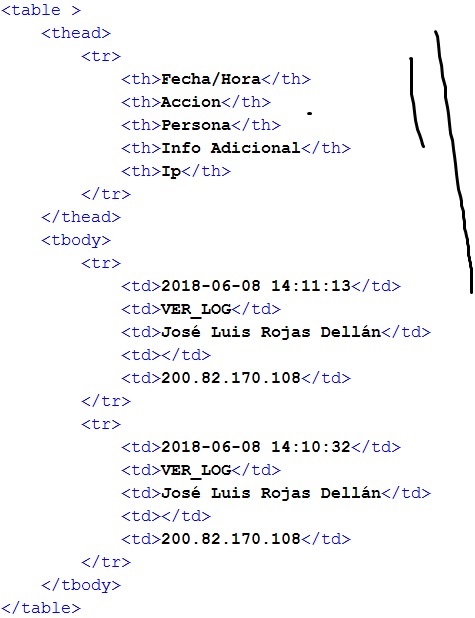 <table >
<thead>
<tr>
<th>Fecha/Hora</th>
<th>Accion</th>
<th>Persona</th>
<th>Info Adicional</th>
<th>Ip</th>
</tr>
</thead>
<tbody>
<tr>
<td>2018-06-08 14:11:13</td>
<td>VER_LOG</td>
<td>José Luis Rojas Dellán</td>
<td></td>
<td>200.82.170.108</td>
</tr>
<tr>
<td>2018-06-08 14:10:32</td>
<td>VER_LOG</td>
<td>José Luis Rojas Dellán</td>
<td></td>
<td>200.82.170.108</td>
</tr>
</tbody>
</table>